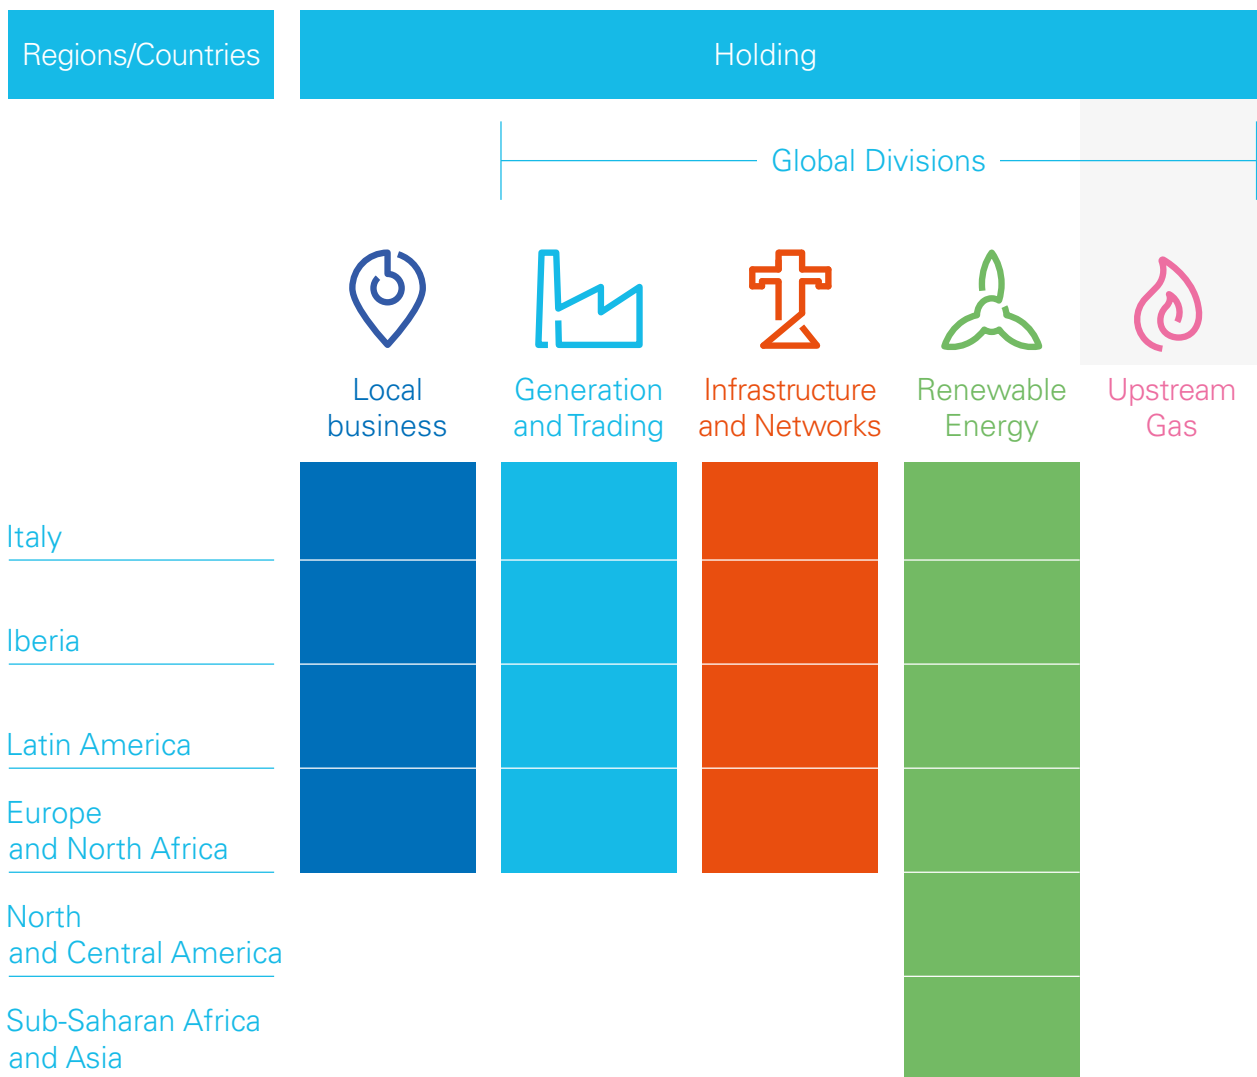 Regions/Countries
Holding
Global Divisions
Local
business
Generation
and Trading
Infrastructure
and Networks
Renewable
Energy
Upstream
Gas
Italy
Iberia
Latin America
Europe
and North Africa
North
and Central America
Sub-Saharan Africa
and Asia